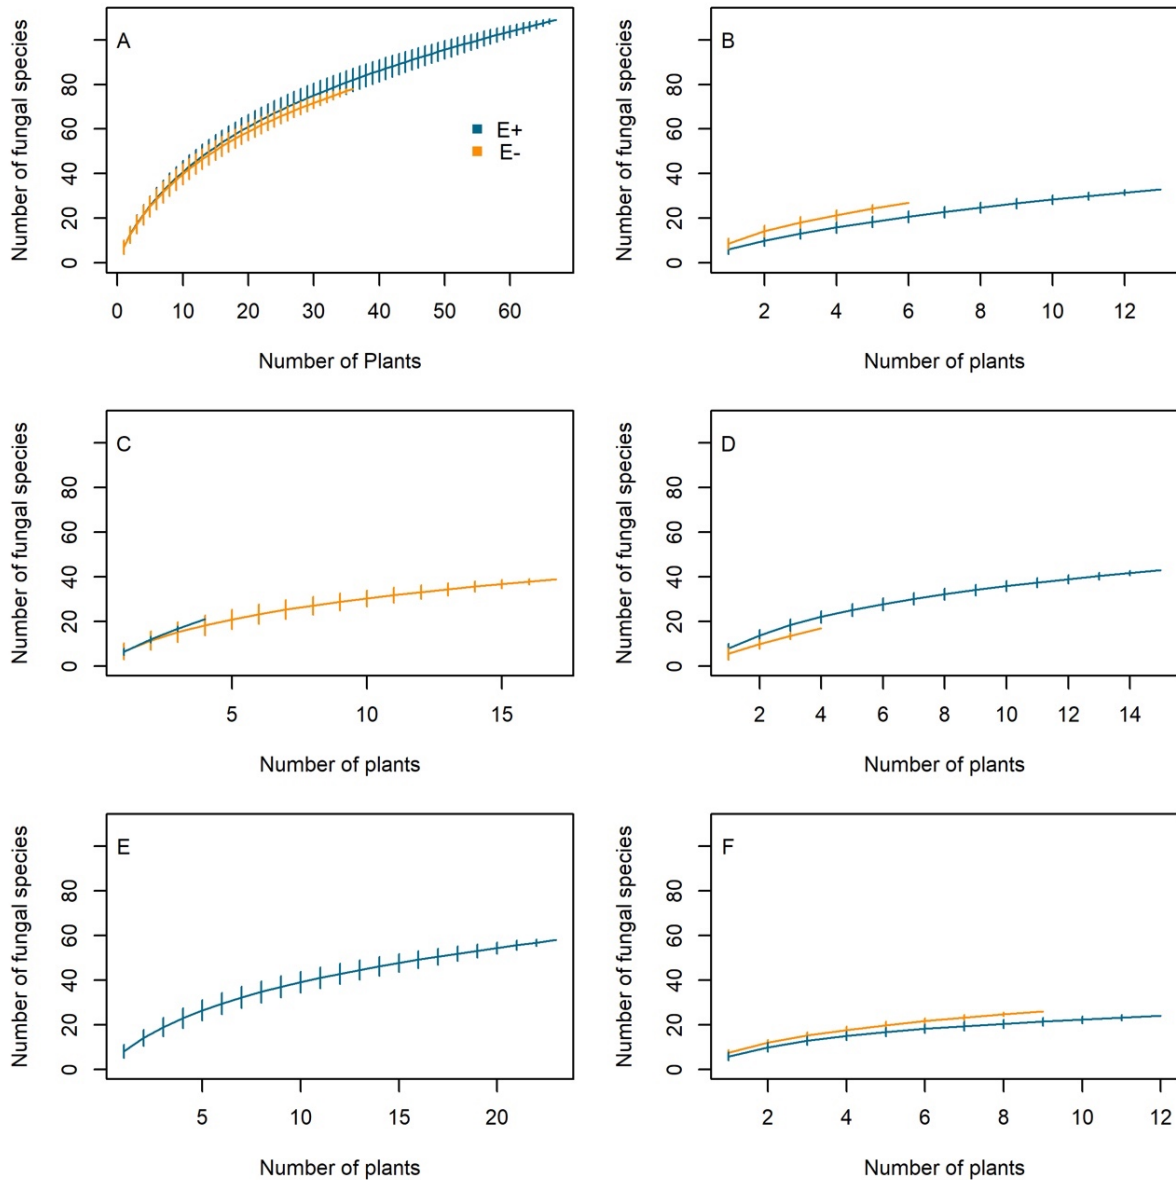 A
Number of fungal species
80
60
40
20
0
E+
E-
0 10 20 30 40 50 60
Number of Plants
B
Number of fungal species
80
60
40
20
0
2 4 6 8 10 12
Number of plants
C
Number of fungal species
80
60
40
20
0
5 10 15
Number of plants
D
Number of fungal species
80
60
40
20
0
2 4 6 8 10 12 14
Number of plants
E
Number of fungal species
80
60
40
20
0
5 10 15 20
Number of plants
F
Number of fungal species
80
60
40
20
0
2 4 6 8 10 12
Number of plants